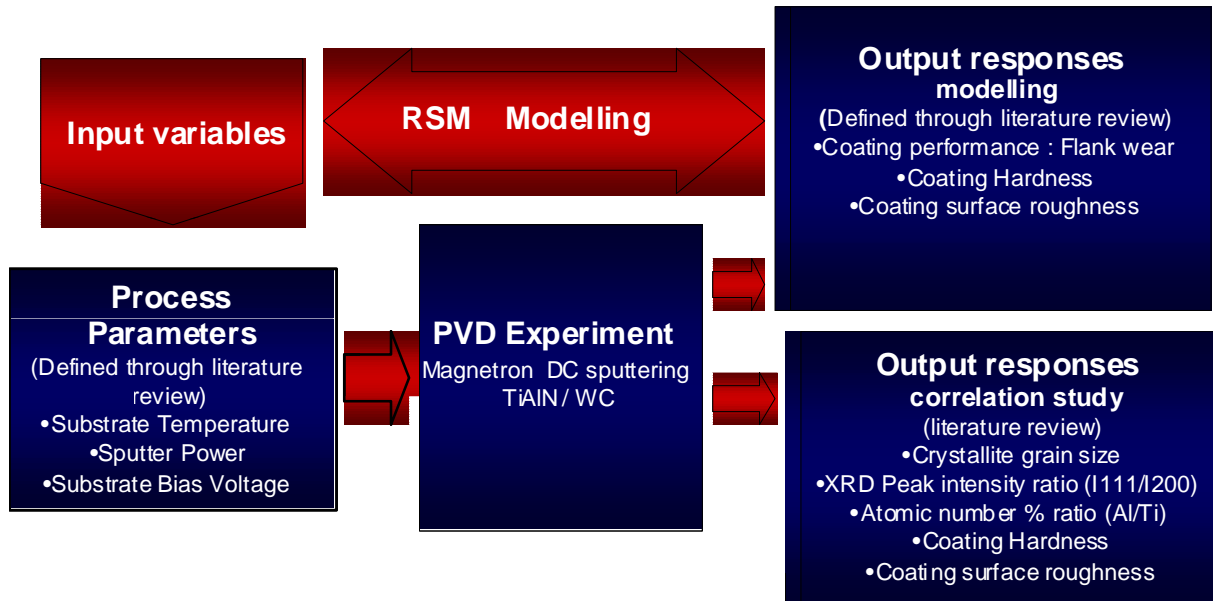 Input variables
RSM Modelling
Output responses
modelling
(Defined through literature review)
•Coating performance : Flank wear
•Coating Hardness
•Coating surface roughness
Process
Parameters
(Defined through literature
review)
•Substrate Temperature
•Sputter Power
•Substrate Bias Voltage
PVD Experiment
Magnetron DC sputtering
TiAlN / WC
Output responses
correlation study
(literature review)
•Crystallite grain size
•XRD Peak intensity ratio (I111/I200)
•Atomic number % ratio (Al/Ti)
•Coating Hardness
•Coating surface roughness